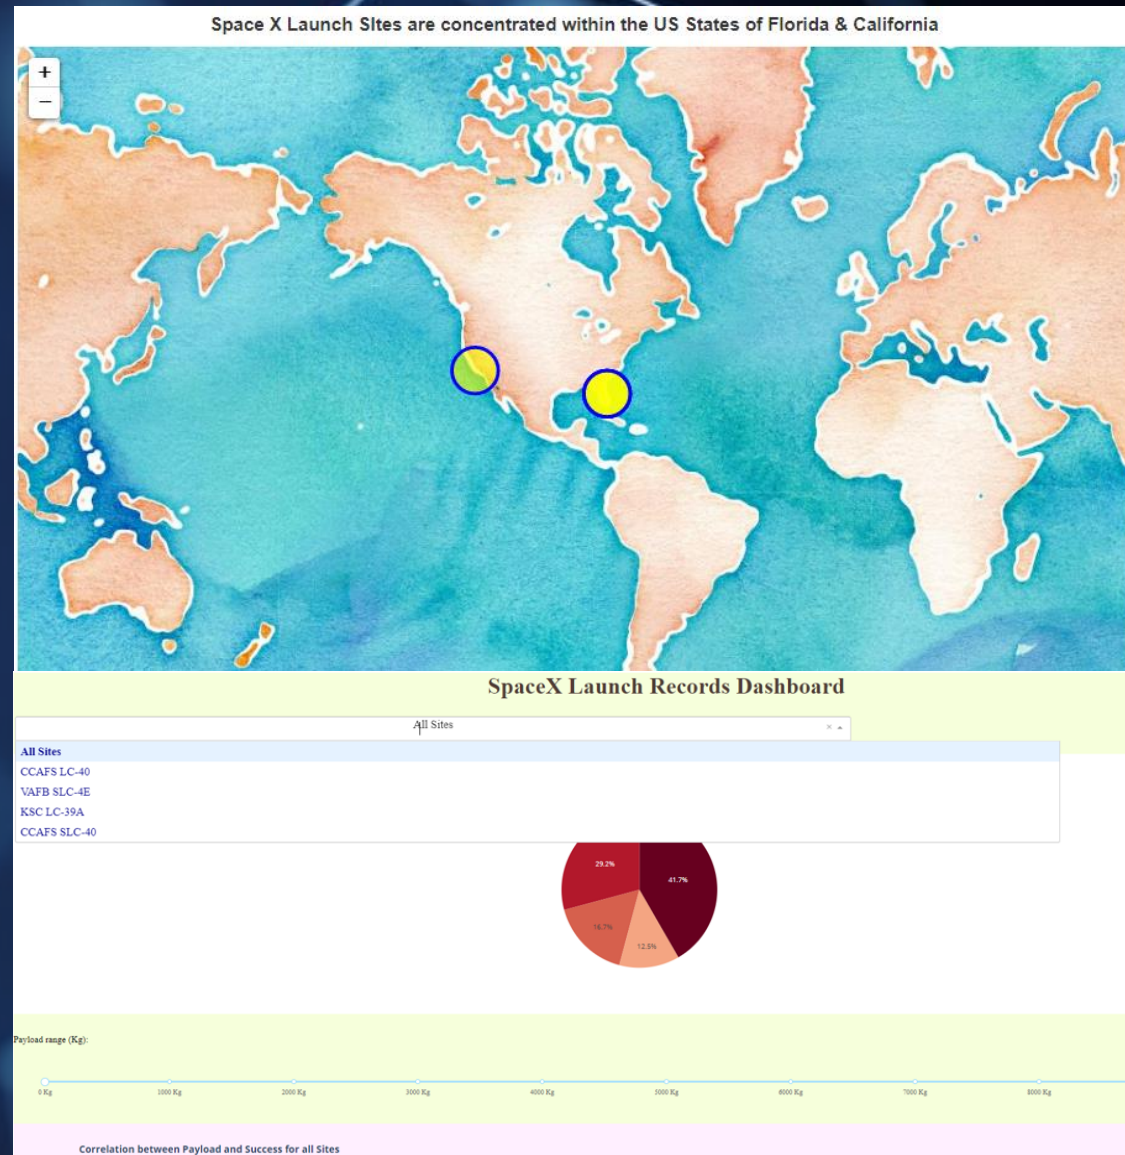 Space X Launch SItes are concentrated within the US States of Florida & California
+
−
SpaceX Launch Records Dashboard
All Sites
All Sites
CCAFS LC-40
VAFB SLC-4E
KSC LC-39A
CCAFS SLC-40
29.2%
41.7%
16.7%
12.5%
Payload range (Kg):
0 Kg 1000 Kg 2000 Kg 3000 Kg 4000 Kg 5000 Kg 6000 Kg 7000 Kg 8000 Kg
Correlation between Payload and Success for all Sites